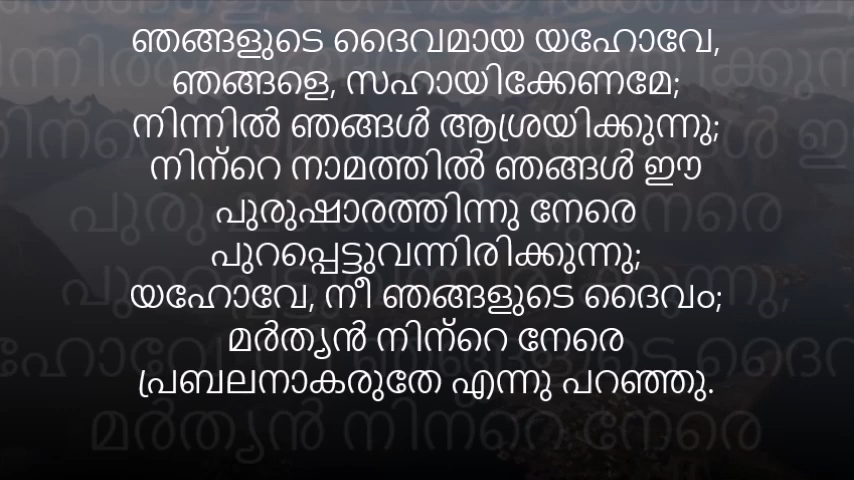 ഞങ്ങളുടെ ദൈവമായ യഹോവേ,
ഞങ്ങളെ, സഹായിക്കേണമേ;
നിന്നിൽ ഞങ്ങൾ ആശ്രയിക്കുന്നു;
നിന്റെ നാമത്തിൽ ഞങ്ങൾ ഈ
പുരുഷാരത്തിന്നു നേരെ
പുറപ്പെട്ടുവന്നിരിക്കുന്നു;
യഹോവേ, നീ ഞങ്ങളുടെ ദൈവം;
മർത്യൻ നിന്റെ നേരെ
പ്രബലനാകരുതേ എന്നു പറഞ്ഞു.